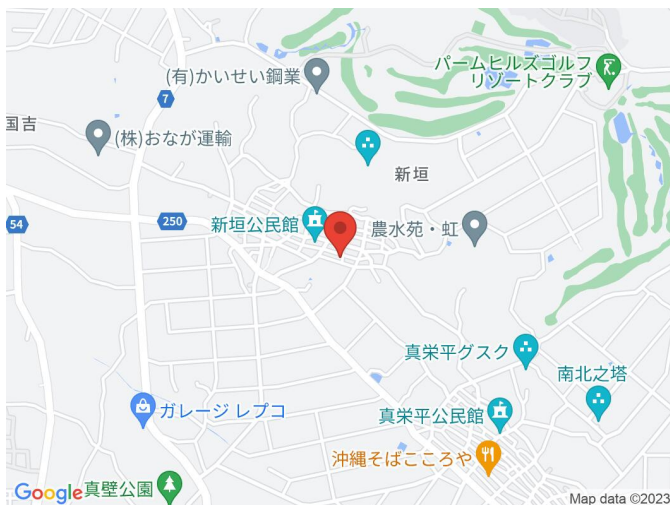 パームヒルズゴルフ
リゾートクラブ
(有)かいせい鋼業
7
国吉
(株)おなが運輸
新垣
54
250
新垣公民館
農水苑・虹
真栄平グスク
南北之塔
ガレージ レプコ
真栄平公民館
沖縄そばこころや
Google
真壁公園
Map data ©2023